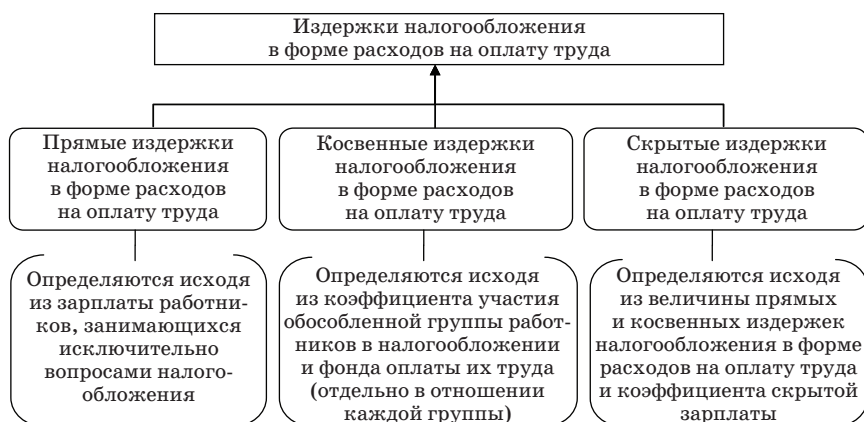 Издержки налогообложения
в форме расходов на оплату труда
Прямые издержки
налогообложения
в форме расходов
на оплату труда
Косвенные издержки
налогообложения
в форме расходов
на оплату труда
Скрытые издержки
налогообложения
в форме расходов
на оплату труда
Определяются исходя
из зарплаты работни-
ков, занимающихся
исключительно
вопросами налого-
обложения
Определяются исходя
из коэффициента участия
обособленной группы работ-
ников в налогообложении
и фонда оплаты их труда
(отдельно в отношении
каждой группы)
Определяются исходя
из величины прямых
и косвенных издержек
налогообложения в форме
расходов на оплату труда
и коэффициента скрытой
зарплаты